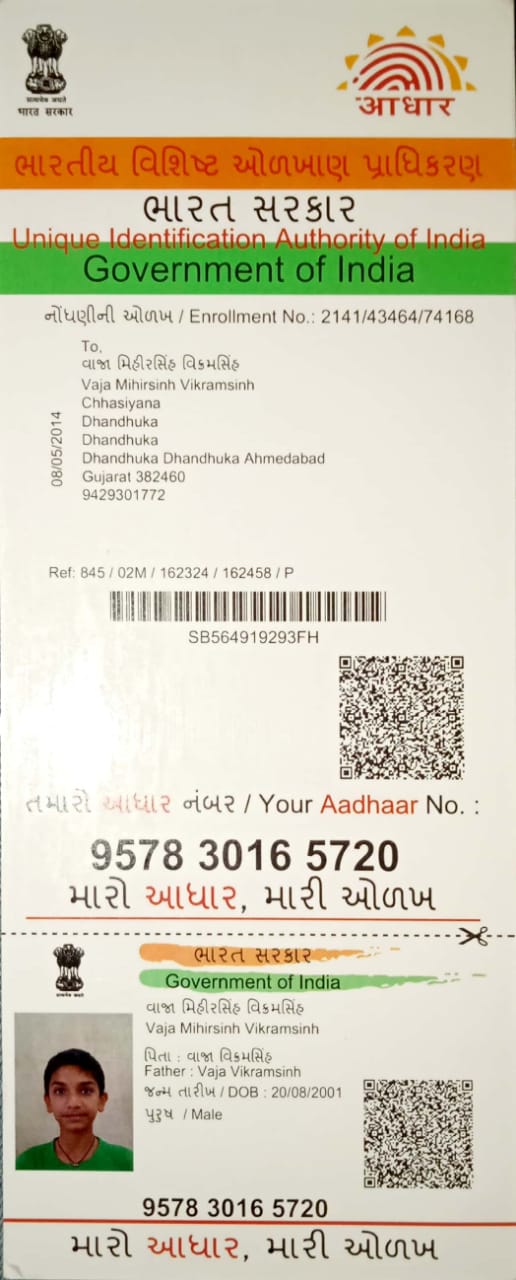 सत्यमेव जयते
भारत सरकार
आधार
ભારતીય વિશિષ્ટ ઓળખાણ પ્રાધિકરણ
ભારત સરકાર
Unique Identification Authority of India
Government of India
નોંધણીની ઓળખ / Enrollment No.: 2141/43464/74168
To,
વાજા મિહીરસિંહ વિક્રમસિંહ
Vaja Mihirsinh Vikramsinh
Chhasiyana
Dhandhuka
Dhandhuka
Dhandhuka Dhandhuka Ahmedabad
Gujarat 382460
9429301772
08/05/2014
Ref: 845 / 02M / 162324 / 162458 / P
SB564919293FH
તમારો આધાર નંબર / Your Aadhaar No. :
9578 3016 5720
મારો આધાર, મારી ઓળખ
सत्यमेव जयते
ભારત સરકાર
Government of India
વાજા મિહીરસિંહ વિક્રમસિંહ
Vaja Mihirsinh Vikramsinh
પિતા : વાજા વિક્રમસિંહ
Father : Vaja Vikramsinh
જન્મ તારીખ / DOB : 20/08/2001
પુરુષ / Male
9578 3016 5720
મારો આધાર, મારી ઓળખ